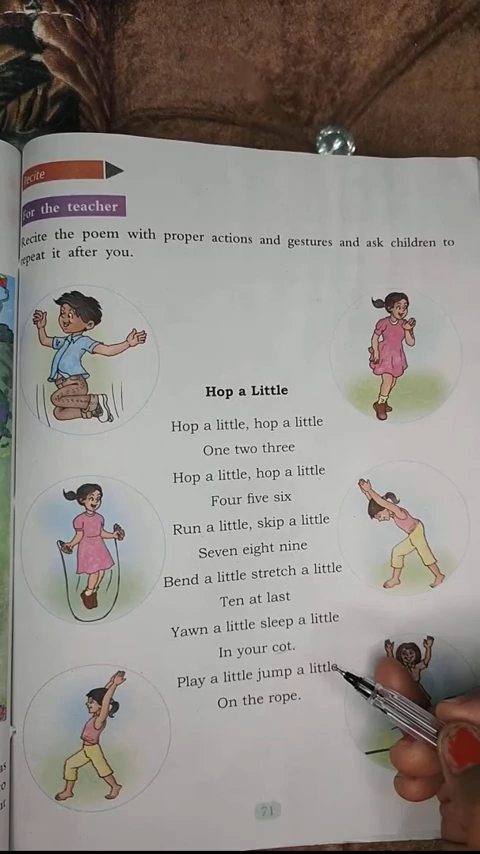 Recite
For the teacher
Recite the poem with proper actions and gestures and ask children to
repeat it after you.
Hop a Little
Hop a little, hop a little
One two three
Hop a little, hop a little
Four five six
Run a little, skip a little
Seven eight nine
Bend a little stretch a little
Ten at last
Yawn a little sleep a little
In your cot.
Play a little jump a little
On the rope.
71